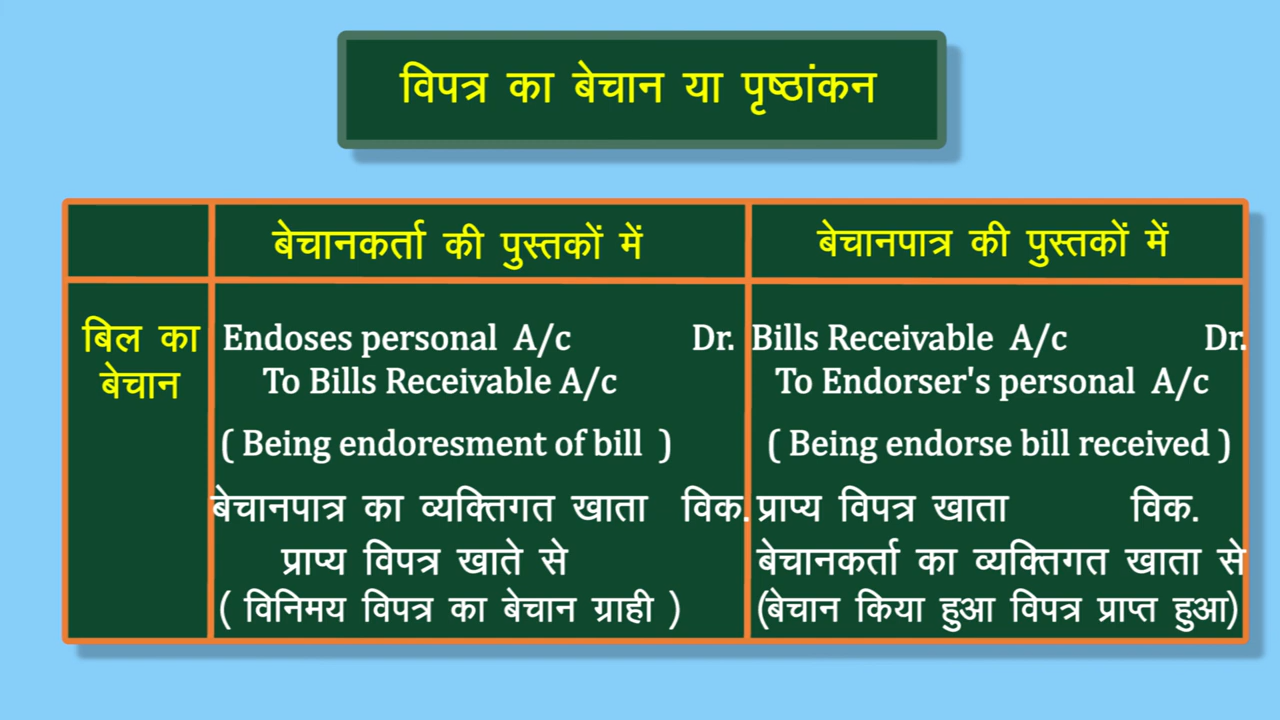 विपत्र का बेचान या पृष्ठांकन
बेचानकर्ता की पुस्तकों में
बेचानपात्र की पुस्तकों में
बिल का
बेचान
Endoses personal A/c Dr.
To Bills Receivable A/c
( Being endoresment of bill )
बेचानपात्र का व्यक्तिगत खाता विक.
प्राप्य विपत्र खाते से
( विनिमय विपत्र का बेचान ग्राही )
Bills Receivable A/c Dr.
To Endorser's personal A/c
( Being endorse bill received )
प्राप्य विपत्र खाता विक.
बेचानकर्ता का व्यक्तिगत खाता से
(बेचान किया हुआ विपत्र प्राप्त हुआ)